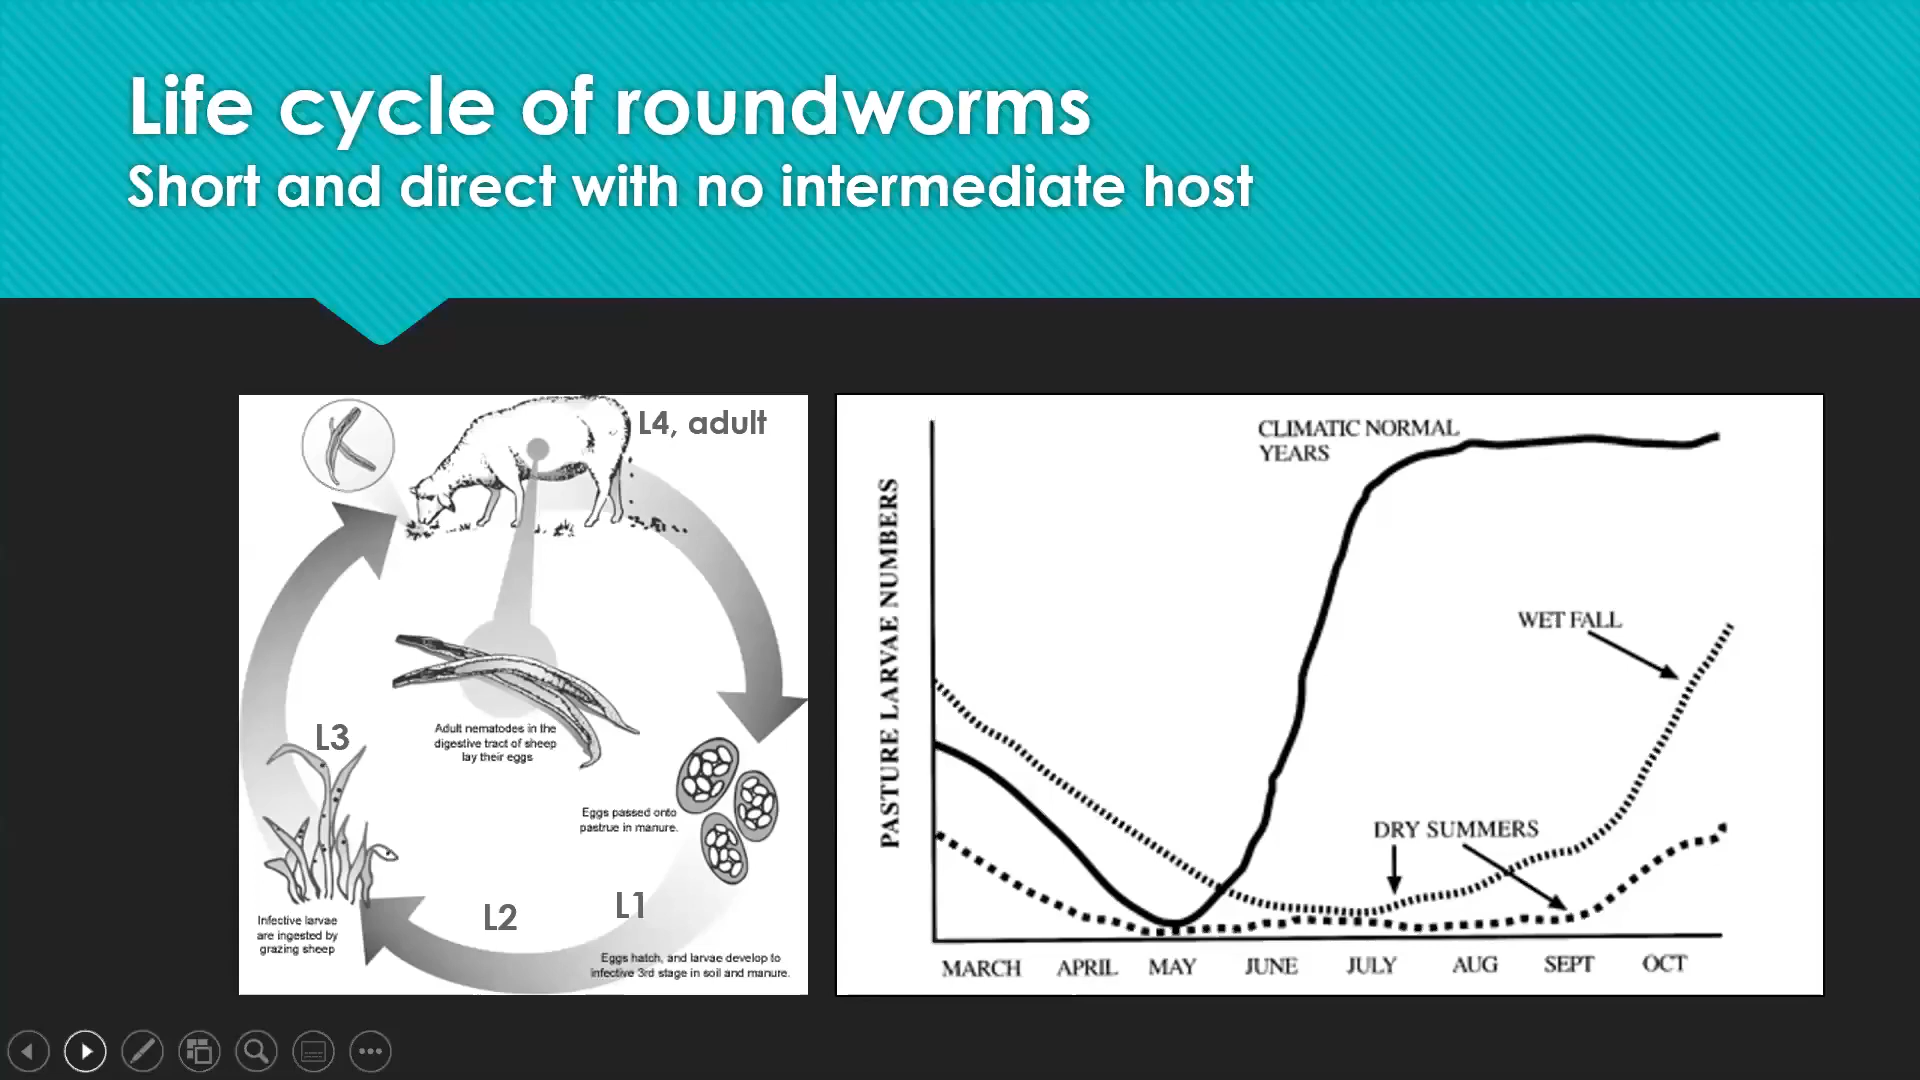 Life cycle of roundworms
Short and direct with no intermediate host
L4, adult
Adult nematodes in the
digestive tract of sheep
lay their eggs
L3
Eggs passed onto
pastrue in manure.
L1
L2
Infective larvae
are ingested by
grazing sheep
Eggs hatch, and larvae develop to
infective 3rd stage in soil and manure.
PASTURE LARVAE NUMBERS
CLIMATIC NORMAL
YEARS
WET FALL
DRY SUMMERS
MARCH APRIL MAY JUNE JULY AUG SEPT OCT